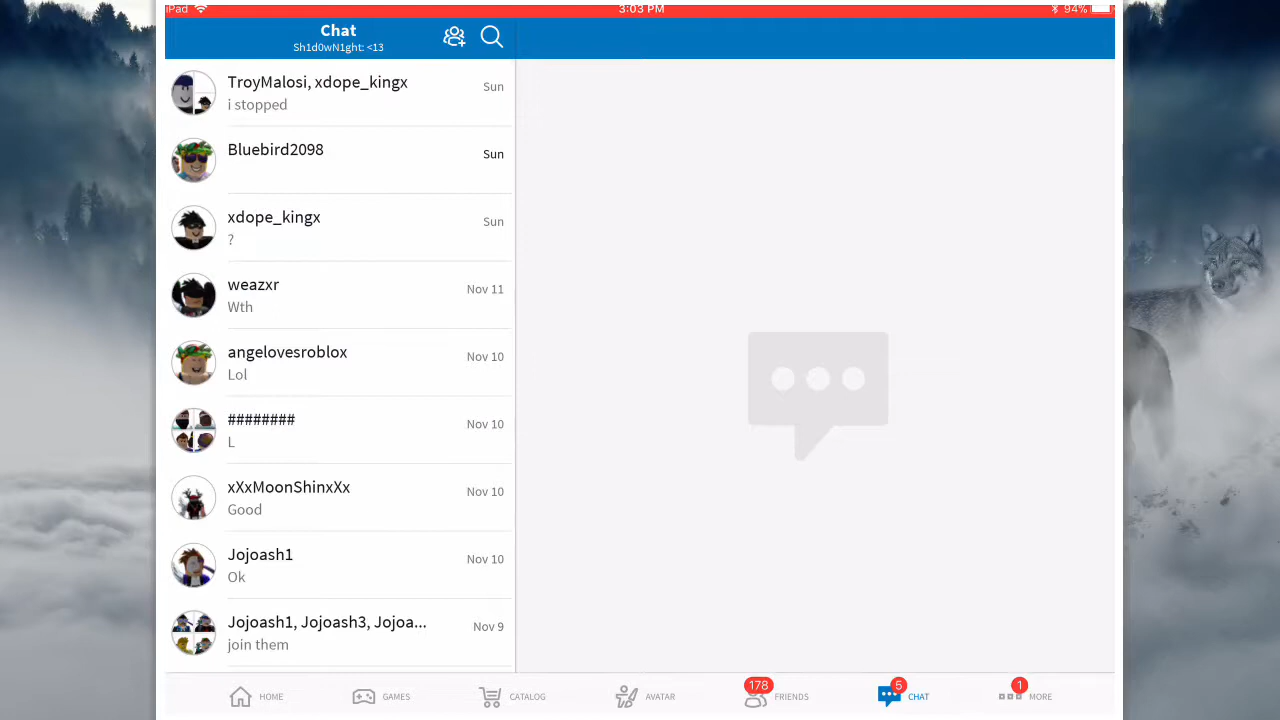 iPad 3:03 PM 94%
Chat
Sh1d0wN1ght: <13
TroyMalosi, xdope_kingx Sun
i stopped
Bluebird2098 Sun
xdope_kingx Sun
?
weazxr Nov 11
Wth
angelovesroblox Nov 10
Lol
######## Nov 10
L
xXxMoonShinxXx Nov 10
Good
Jojoash1 Nov 10
Ok
Jojoash1, Jojoash3, Jojoa... Nov 9
join them
HOME GAMES CATALOG AVATAR 178 FRIENDS 5 CHAT 1 MORE